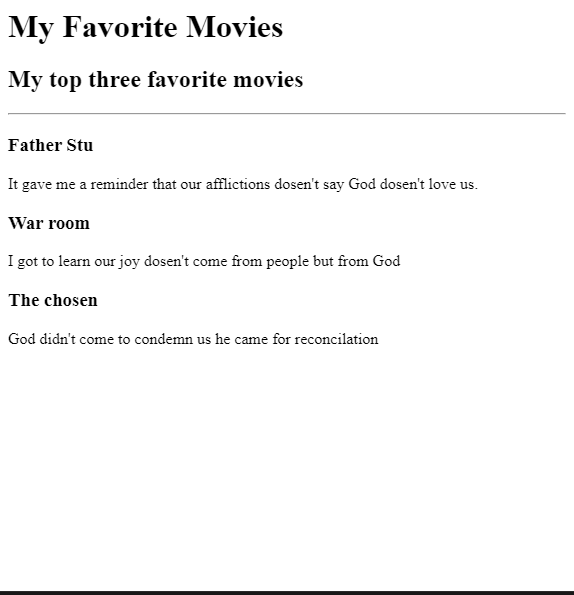 My Favorite Movies
My top three favorite movies
Father Stu
It gave me a reminder that our afflictions dosen't say God dosen't love us.
War room
I got to learn our joy dosen't come from people but from God
The chosen
God didn't come to condemn us he came for reconcilation